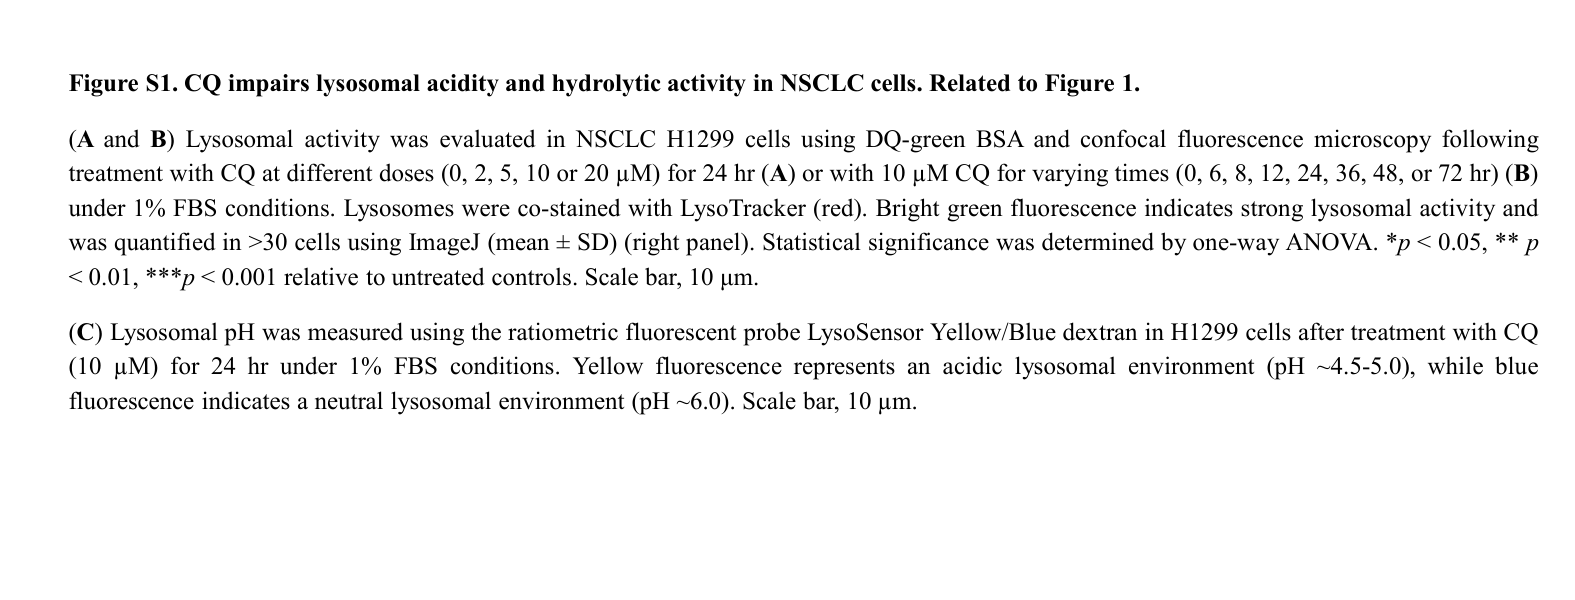 Figure S1. CQ impairs lysosomal acidity and hydrolytic activity in NSCLC cells. Related to Figure 1.
(A and B) Lysosomal activity was evaluated in NSCLC H1299 cells using DQ-green BSA and confocal fluorescence microscopy following
treatment with CQ at different doses (0, 2, 5, 10 or 20 µM) for 24 hr (A) or with 10 µM CQ for varying times (0, 6, 8, 12, 24, 36, 48, or 72 hr) (B)
under 1% FBS conditions. Lysosomes were co-stained with LysoTracker (red). Bright green fluorescence indicates strong lysosomal activity and
was quantified in >30 cells using ImageJ (mean ± SD) (right panel). Statistical significance was determined by one-way ANOVA. *p < 0.05, ** p
< 0.01, ***p < 0.001 relative to untreated controls. Scale bar, 10 µm.
(C) Lysosomal pH was measured using the ratiometric fluorescent probe LysoSensor Yellow/Blue dextran in H1299 cells after treatment with CQ
(10 µM) for 24 hr under 1% FBS conditions. Yellow fluorescence represents an acidic lysosomal environment (pH ~4.5-5.0), while blue
fluorescence indicates a neutral lysosomal environment (pH ~6.0). Scale bar, 10 µm.